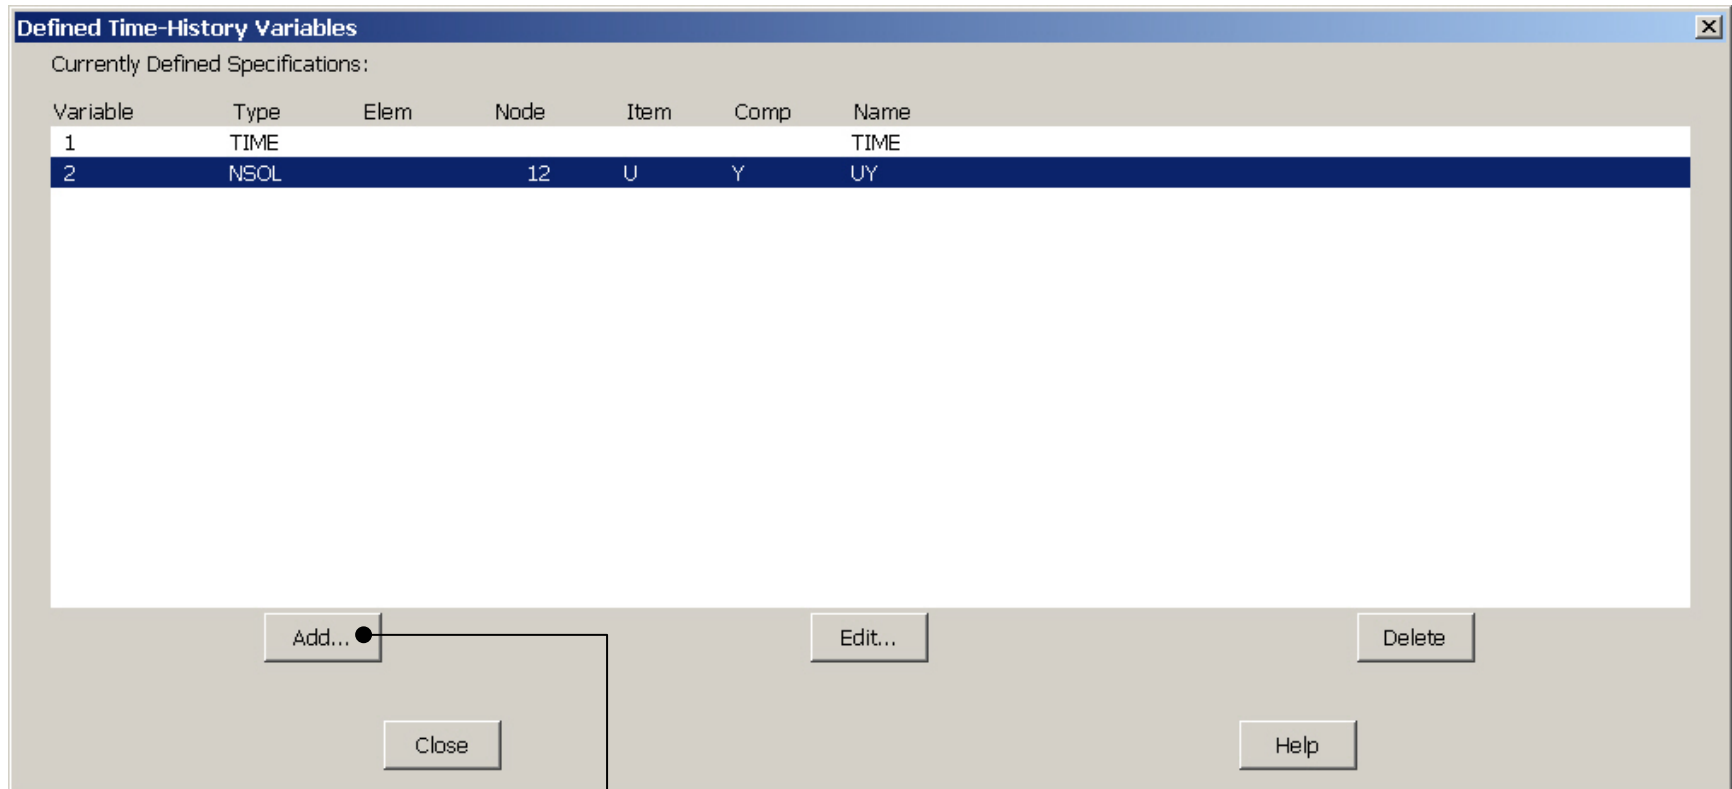 Defined Time-History Variables
Currently Defined Specifications:
Variable Type Elem Node Item Comp Name
1 TIME TIME
2 NSOL 12 U Y UY
Add... Edit... Delete
Close Help